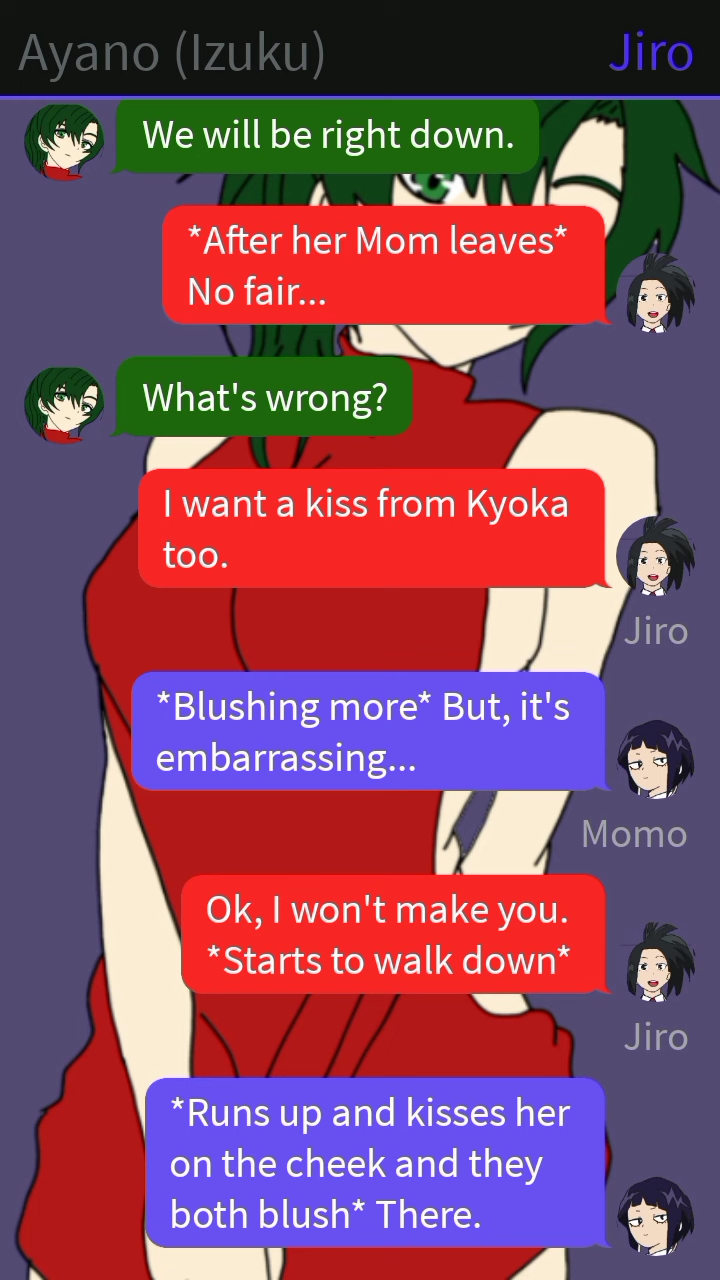 Ayano (Izuku)
Jiro
We will be right down.
*After her Mom leaves*
No fair...
What's wrong?
I want a kiss from Kyoka
too.
Jiro
*Blushing more* But, it's
embarrassing...
Momo
Ok, I won't make you.
*Starts to walk down*
Jiro
*Runs up and kisses her
on the cheek and they
both blush* There.